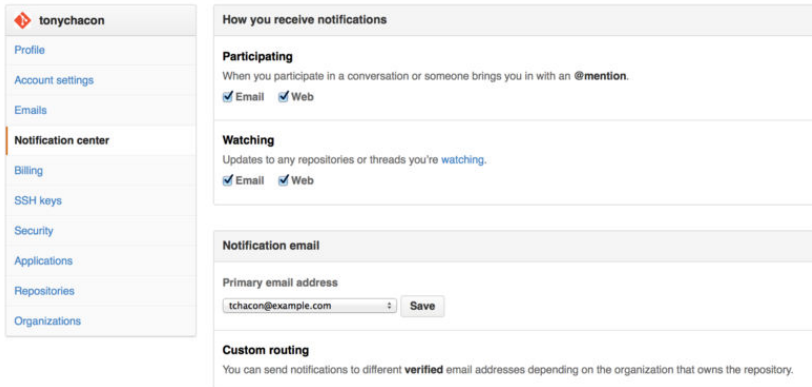 tonychacon
Profile
Account settings
Emails
Notification center
Billing
SSH keys
Security
Applications
Repositories
Organizations
How you receive notifications
Participating
When you participate in a conversation or someone brings you in with an @mention.
Email Web
Watching
Updates to any repositories or threads you're watching.
Email Web
Notification email
Primary email address
tchacon@example.com Save
Custom routing
You can send notifications to different verified email addresses depending on the organization that owns the repository.